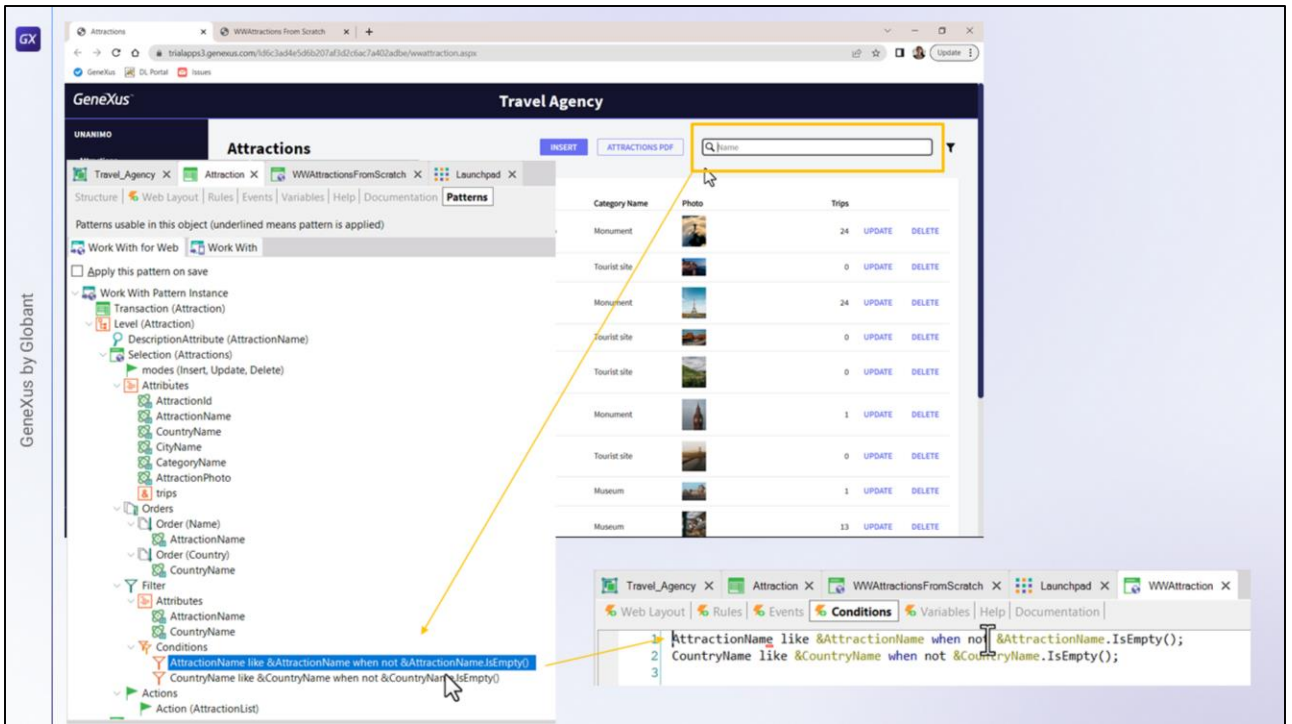 GX
GeneXus by Globant
Attractions
WWAttractions From Scratch
trialapps3.genexus.com/Id6c3ad4e5d6b207af3d2c6ac7a402adbe/wwattraction.aspx
Update
GeneXus
DL Portal
Issues
GeneXus
Travel Agency
UNANIMO
Attractions
INSERT
ATTRACTIONS PDF
Name
Category Name Photo Trips
Monument 24 UPDATE DELETE
Tourist site 0 UPDATE DELETE
Monument 24 UPDATE DELETE
Tourist site 0 UPDATE DELETE
Tourist site 0 UPDATE DELETE
Monument 1 UPDATE DELETE
Tourist site 0 UPDATE DELETE
Museum 1 UPDATE DELETE
Museum 13 UPDATE DELETE
Travel_Agency X Attraction X WWAttractionsFromScratch X Launchpad X
Structure | Web Layout | Rules | Events | Variables | Help | Documentation | Patterns
Patterns usable in this object (underlined means pattern is applied)
Work With for Web Work With
Apply this pattern on save
Work With Pattern Instance
Transaction (Attraction)
Level (Attraction)
DescriptionAttribute (AttractionName)
Selection (Attractions)
modes (Insert, Update, Delete)
Attributes
AttractionId
AttractionName
CountryName
CityName
CategoryName
AttractionPhoto
& trips
Orders
Order (Name)
AttractionName
Order (Country)
CountryName
Filter
Attributes
AttractionName
CountryName
Conditions
AttractionName like &AttractionName when not &AttractionName.IsEmpty()
CountryName like &CountryName when not &CountryName.IsEmpty()
Actions
Action (AttractionList)
Travel_Agency X Attraction X WWAttractionsFromScratch X Launchpad X WWAttraction X
Web Layout | Rules | Events | Conditions | Variables | Help | Documentation |
1 AttractionName like &AttractionName when not &AttractionName.IsEmpty();
2 CountryName like &CountryName when not &CountryName.IsEmpty();
3